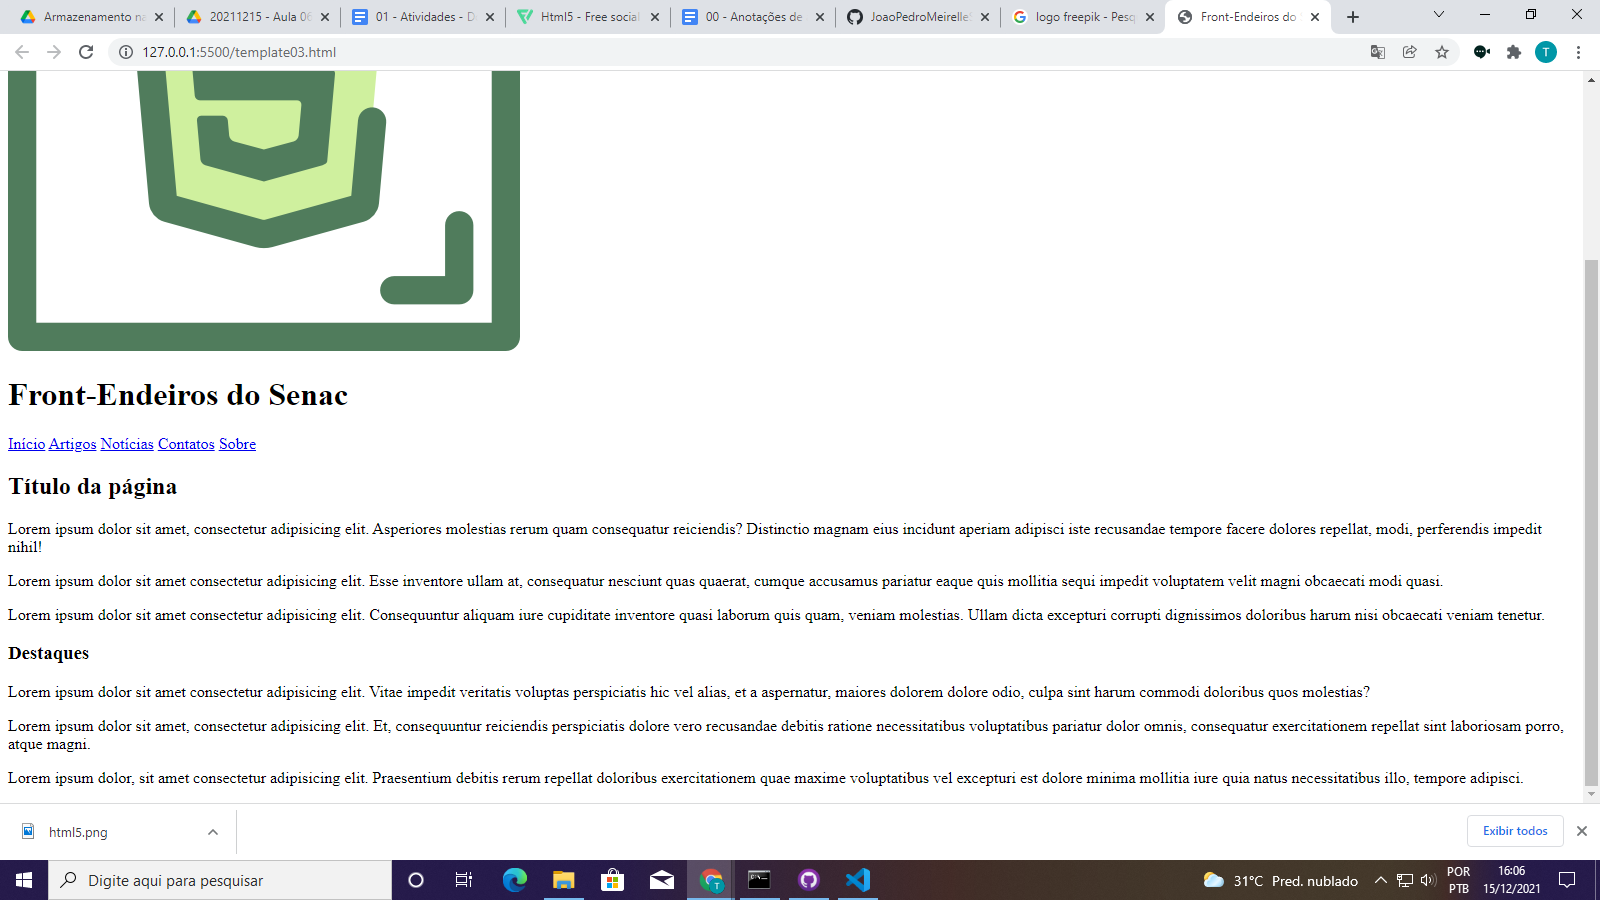 Armazenamento na
20211215 - Aula 06
01 - Atividades - D
Html5 - Free social
00 - Anotações de
JoaoPedroMeirelles
logo freepik - Pesq
Front-Endeiros do
127.0.0.1:5500/template03.html
T
Front-Endeiros do Senac
Início Artigos Notícias Contatos Sobre
Título da página
Lorem ipsum dolor sit amet, consectetur adipisicing elit. Asperiores molestias rerum quam consequatur reiciendis? Distinctio magnam eius incidunt aperiam adipisci iste recusandae tempore facere dolores repellat, modi, perferendis impedit
nihil!
Lorem ipsum dolor sit amet consectetur adipisicing elit. Esse inventore ullam at, consequatur nesciunt quas quaerat, cumque accusamus pariatur eaque quis mollitia sequi impedit voluptatem velit magni obcaecati modi quasi.
Lorem ipsum dolor sit amet consectetur adipisicing elit. Consequuntur aliquam iure cupiditate inventore quasi laborum quis quam, veniam molestias. Ullam dicta excepturi corrupti dignissimos doloribus harum nisi obcaecati veniam tenetur.
Destaques
Lorem ipsum dolor sit amet consectetur adipisicing elit. Vitae impedit veritatis voluptas perspiciatis hic vel alias, et a aspernatur, maiores dolorem dolore odio, culpa sint harum commodi doloribus quos molestias?
Lorem ipsum dolor sit amet, consectetur adipisicing elit. Et, consequuntur reiciendis perspiciatis dolore vero recusandae debitis ratione necessitatibus voluptatibus pariatur dolor omnis, consequatur exercitationem repellat sint laboriosam porro,
atque magni.
Lorem ipsum dolor, sit amet consectetur adipisicing elit. Praesentium debitis rerum repellat doloribus exercitationem quae maxime voluptatibus vel excepturi est dolore minima mollitia iure quia natus necessitatibus illo, tempore adipisci.
html5.png
Exibir todos
Digite aqui para pesquisar
T
31°C Pred. nublado
POR
PTB
16:06
15/12/2021